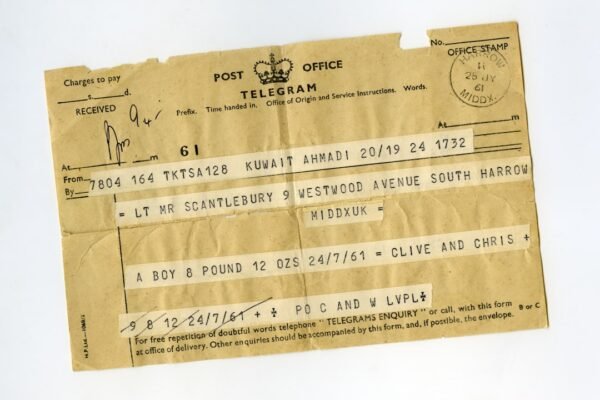 No.
OFFICE STAMP
Charges to pay
s. d.
POST OFFICE
TELEGRAM
HARROW
25 JY
61
MIDDX.
RECEIVED
Prefix. Time handed in. Office of Origin and Service Instructions. Words.
At m
61
From
By
7804 164 TKTSA128 KUWAIT AHMADI 20/19 24 1732
= LT MR SCANTLEBURY 9 WESTWOOD AVENUE SOUTH HARROW
MIDDXUK =
A BOY 8 POUND 12 OZS 24/7/61 = CLIVE AND CHRIS +
9 8 12 24/7/61 + PO C AND W LVPL
For free repetition of doubtful words telephone "TELEGRAMS ENQUIRY" or call, with this form
at office of delivery. Other enquiries should be accompanied by this form, and, if possible, the envelope.
B or C